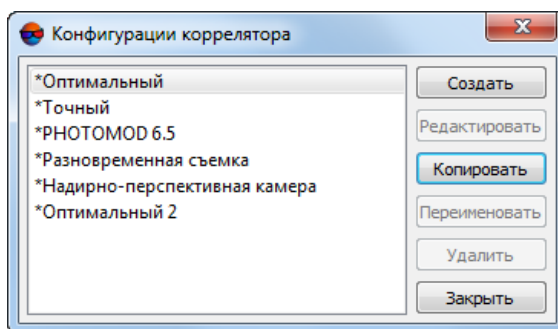 Конфигурации коррелятора
*Оптимальный
*Точный
*PHOTOMOD 6.5
*Разновременная съемка
*Надирно-перспективная камера
*Оптимальный 2
Создать
Редактировать
Копировать
Переименовать
Удалить
Закрыть